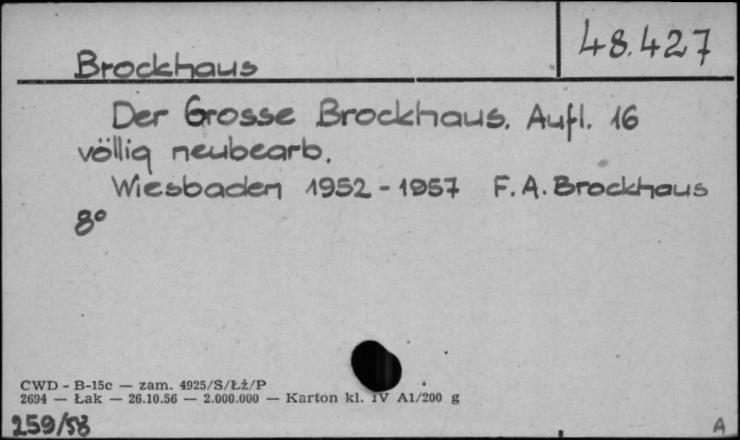 48.427
Brockhaus
Der Grosse Brockhaus. Aufl. 16
völlig neubearb.
Wiesbaden 1952-1957 F. A. Brockhaus
8°
CWD - B-15c — zam. 4925/S/Łż/P
2694 — Łak — 26.10.56 — 2.000.000 — Karton kl. IV A1/200 g
259/58
A